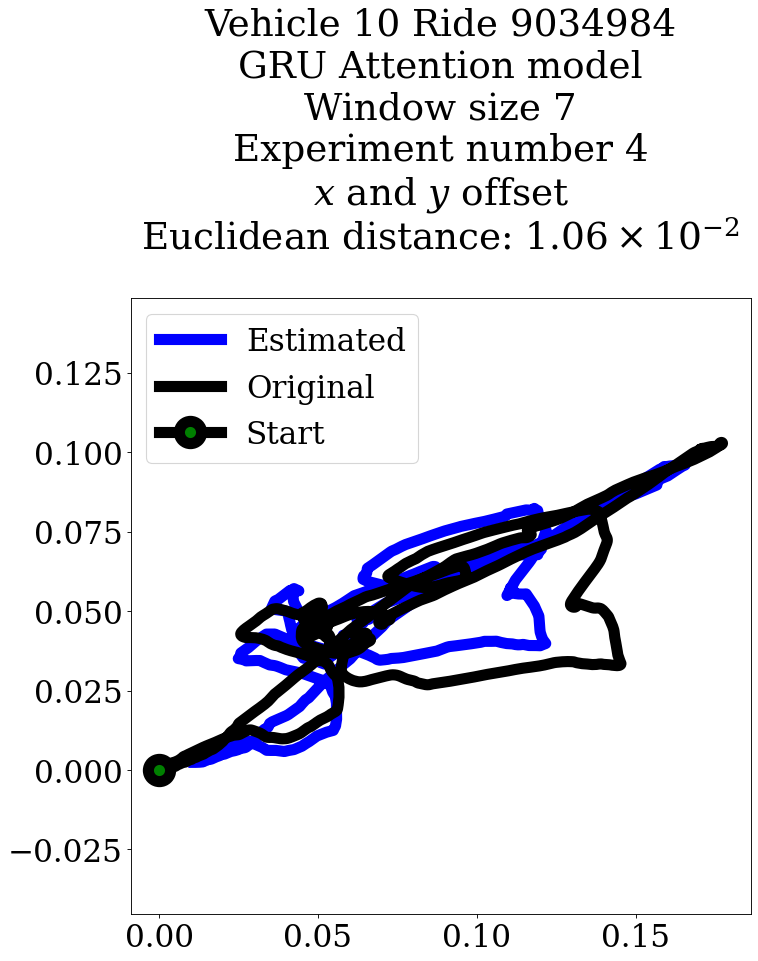 Vehicle 10 Ride 9034984
GRU Attention model
Window size 7
Experiment number 4
x and y offset
Euclidean distance: 1.06 × 10⁻²
Estimated
Original
Start
0.125
0.100
0.075
0.050
0.025
0.000
−0.025
0.00 0.05 0.10 0.15